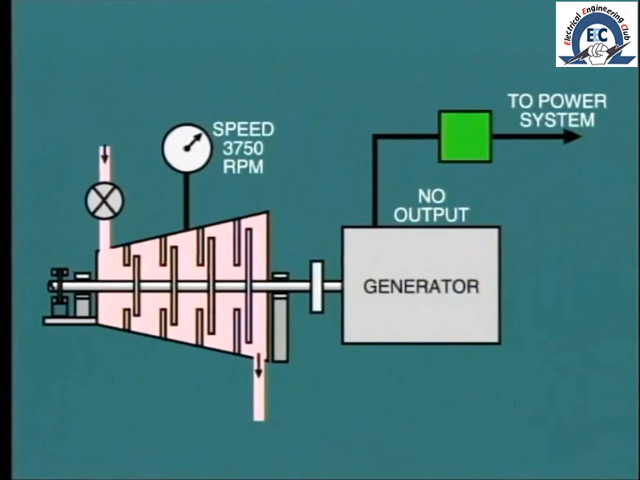 Electrical Engineering Club
EEC
TO POWER
SYSTEM
SPEED
3750
RPM
NO
OUTPUT
GENERATOR